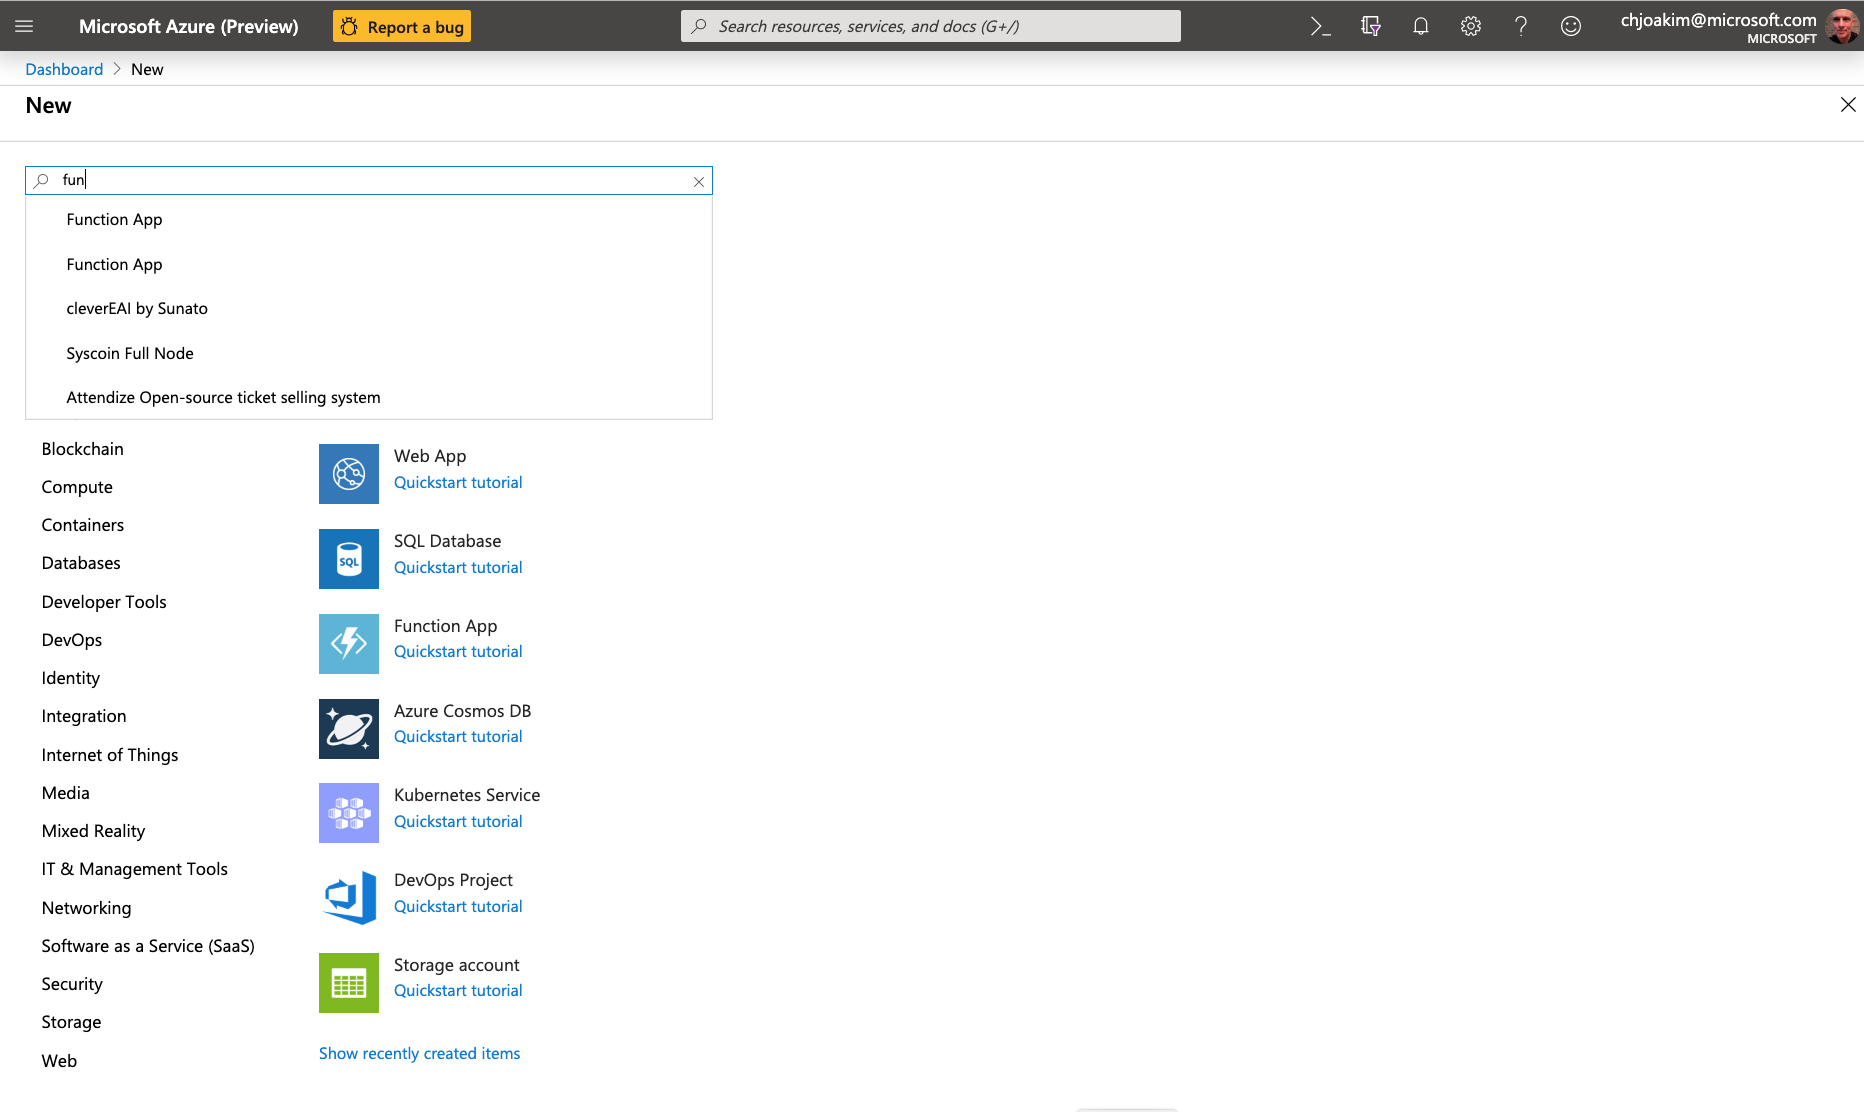 Microsoft Azure (Preview)
Report a bug
Search resources, services, and docs (G+/)
chjoakim@microsoft.com
MICROSOFT
Dashboard > New
New
fun
Function App
Function App
cleverEAI by Sunato
Syscoin Full Node
Attendize Open-source ticket selling system
Blockchain
Compute
Containers
Databases
Developer Tools
DevOps
Identity
Integration
Internet of Things
Media
Mixed Reality
IT & Management Tools
Networking
Software as a Service (SaaS)
Security
Storage
Web
Web App
Quickstart tutorial
SQL
SQL Database
Quickstart tutorial
Function App
Quickstart tutorial
Azure Cosmos DB
Quickstart tutorial
Kubernetes Service
Quickstart tutorial
DevOps Project
Quickstart tutorial
Storage account
Quickstart tutorial
Show recently created items